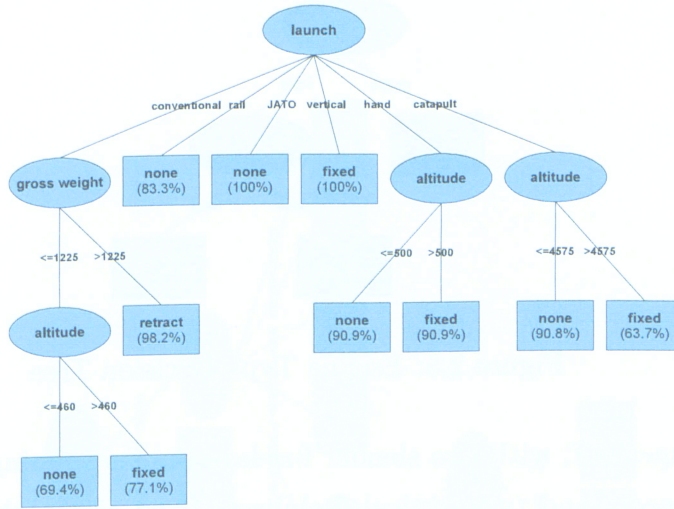 launch
conventional rail JATO vertical hand catapult
gross weight
none
(83.3%)
none
(100%)
fixed
(100%)
altitude
altitude
<=1225 >1225
<=500 >500
<=4575 >4575
altitude
retract
(98.2%)
none
(90.9%)
fixed
(90.9%)
none
(90.8%)
fixed
(63.7%)
<=460 >460
none
(69.4%)
fixed
(77.1%)